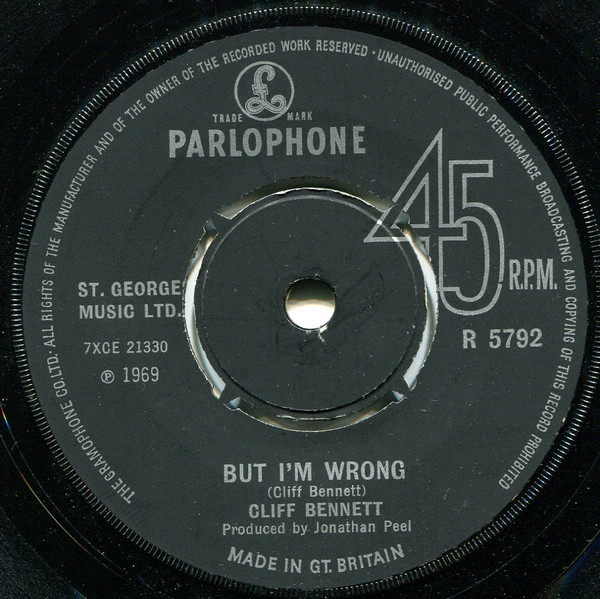 THE GRAMOPHONE CO. LTD. · ALL RIGHTS OF THE MANUFACTURER AND OF THE OWNER OF THE RECORDED WORK RESERVED · UNAUTHORISED PUBLIC PERFORMANCE BROADCASTING AND COPYING OF THIS RECORD PROHIBITED
£
TRADE MARK
PARLOPHONE
45
R.P.M.
ST. GEORGE
MUSIC LTD.
R 5792
7XCE 21330
℗ 1969
BUT I'M WRONG
(Cliff Bennett)
CLIFF BENNETT
Produced by Jonathan Peel
MADE IN GT. BRITAIN